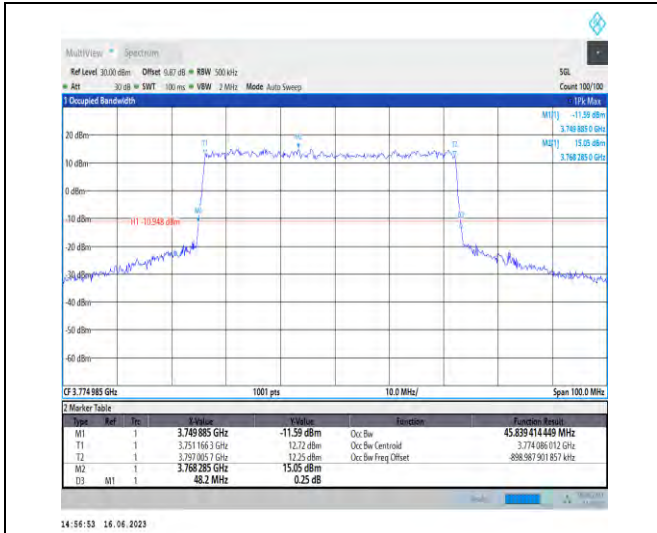 MultiView Spectrum
Ref Level 30.00 dBm Offset 0.87 dB RBW 500 kHz SGL
Att 30 dB SWT 100 ms VBW 2 MHz Mode Auto Sweep Count 100/100
1 Occupied Bandwidth 1Pk Max
M1[1] -11.59 dBm
3.749 885 0 GHz
20 dBm T1 M2 T2 M2[1] 15.05 dBm
3.768 285 0 GHz
10 dBm
0 dBm
-10 dBm H1 -10.948 dBm M1 D3
-20 dBm
-30 dBm
-40 dBm
-50 dBm
-60 dBm
CF 3.774 985 GHz 1001 pts 10.0 MHz/ Span 100.0 MHz
2 Marker Table
Type Ref Trc X-Value Y-Value Function Function Result
M1 1 3.749 885 GHz -11.59 dBm Occ Bw 45.839 414 449 MHz
T1 1 3.751 166 3 GHz 12.72 dBm Occ Bw Centroid 3.774 086 012 GHz
T2 1 3.797 005 7 GHz 12.25 dBm Occ Bw Freq Offset -898.987 901 857 kHz
M2 1 3.768 285 GHz 15.05 dBm
D3 M1 1 48.2 MHz 0.25 dB
14:56:53 16.06.2023